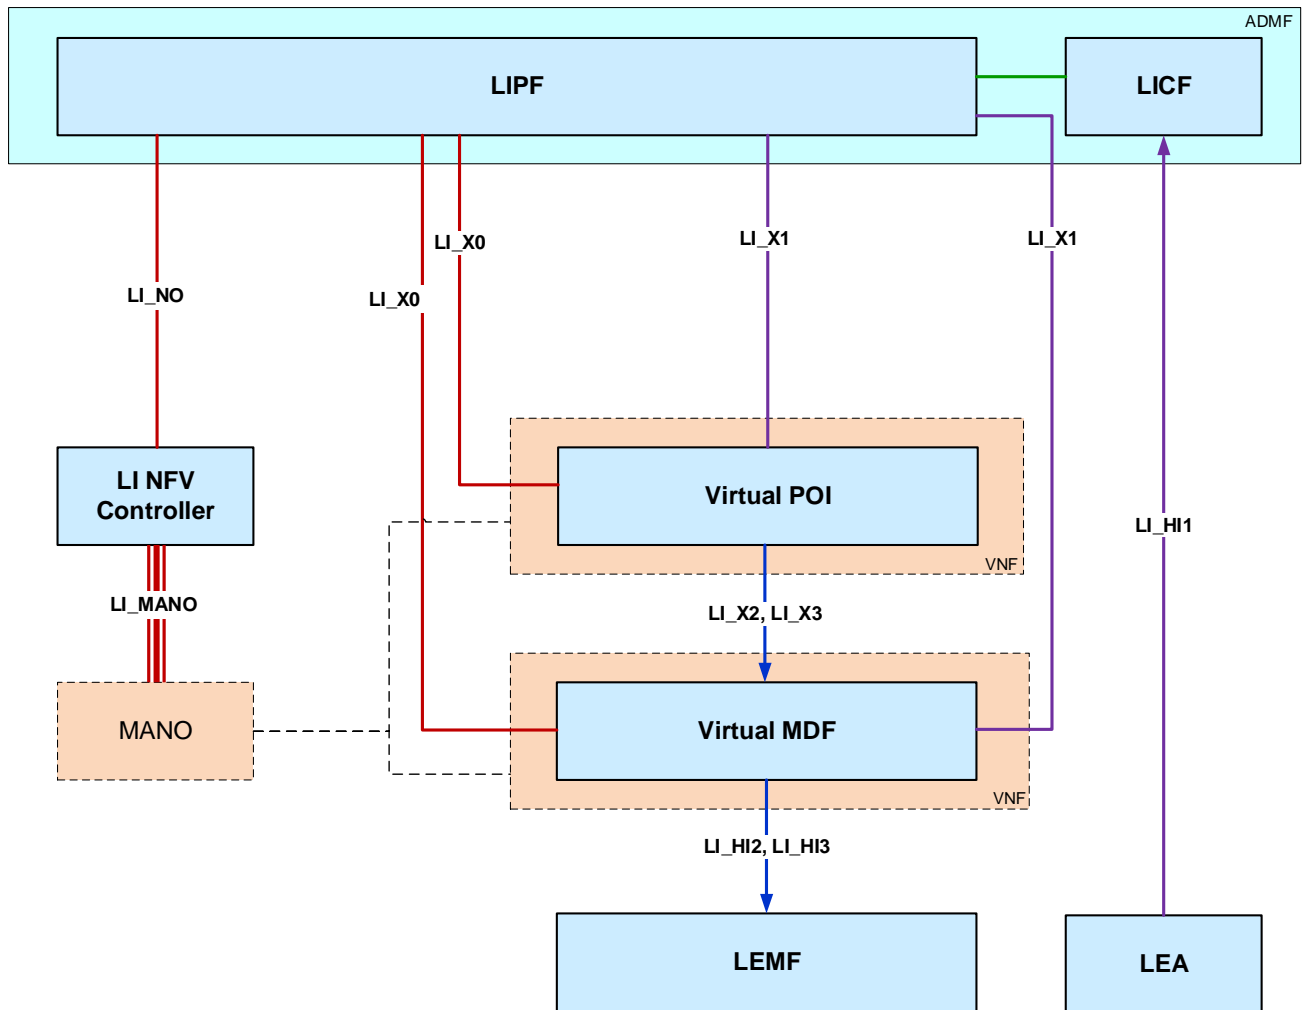 ADMF
LIPF
LICF
LI_X0
LI_X1
LI_X1
LI_NO
LI_X0
LI NFV
Controller
Virtual POI
LI_HI1
VNF
LI_MANO
LI_X2, LI_X3
MANO
Virtual MDF
VNF
LI_HI2, LI_HI3
LEMF
LEA